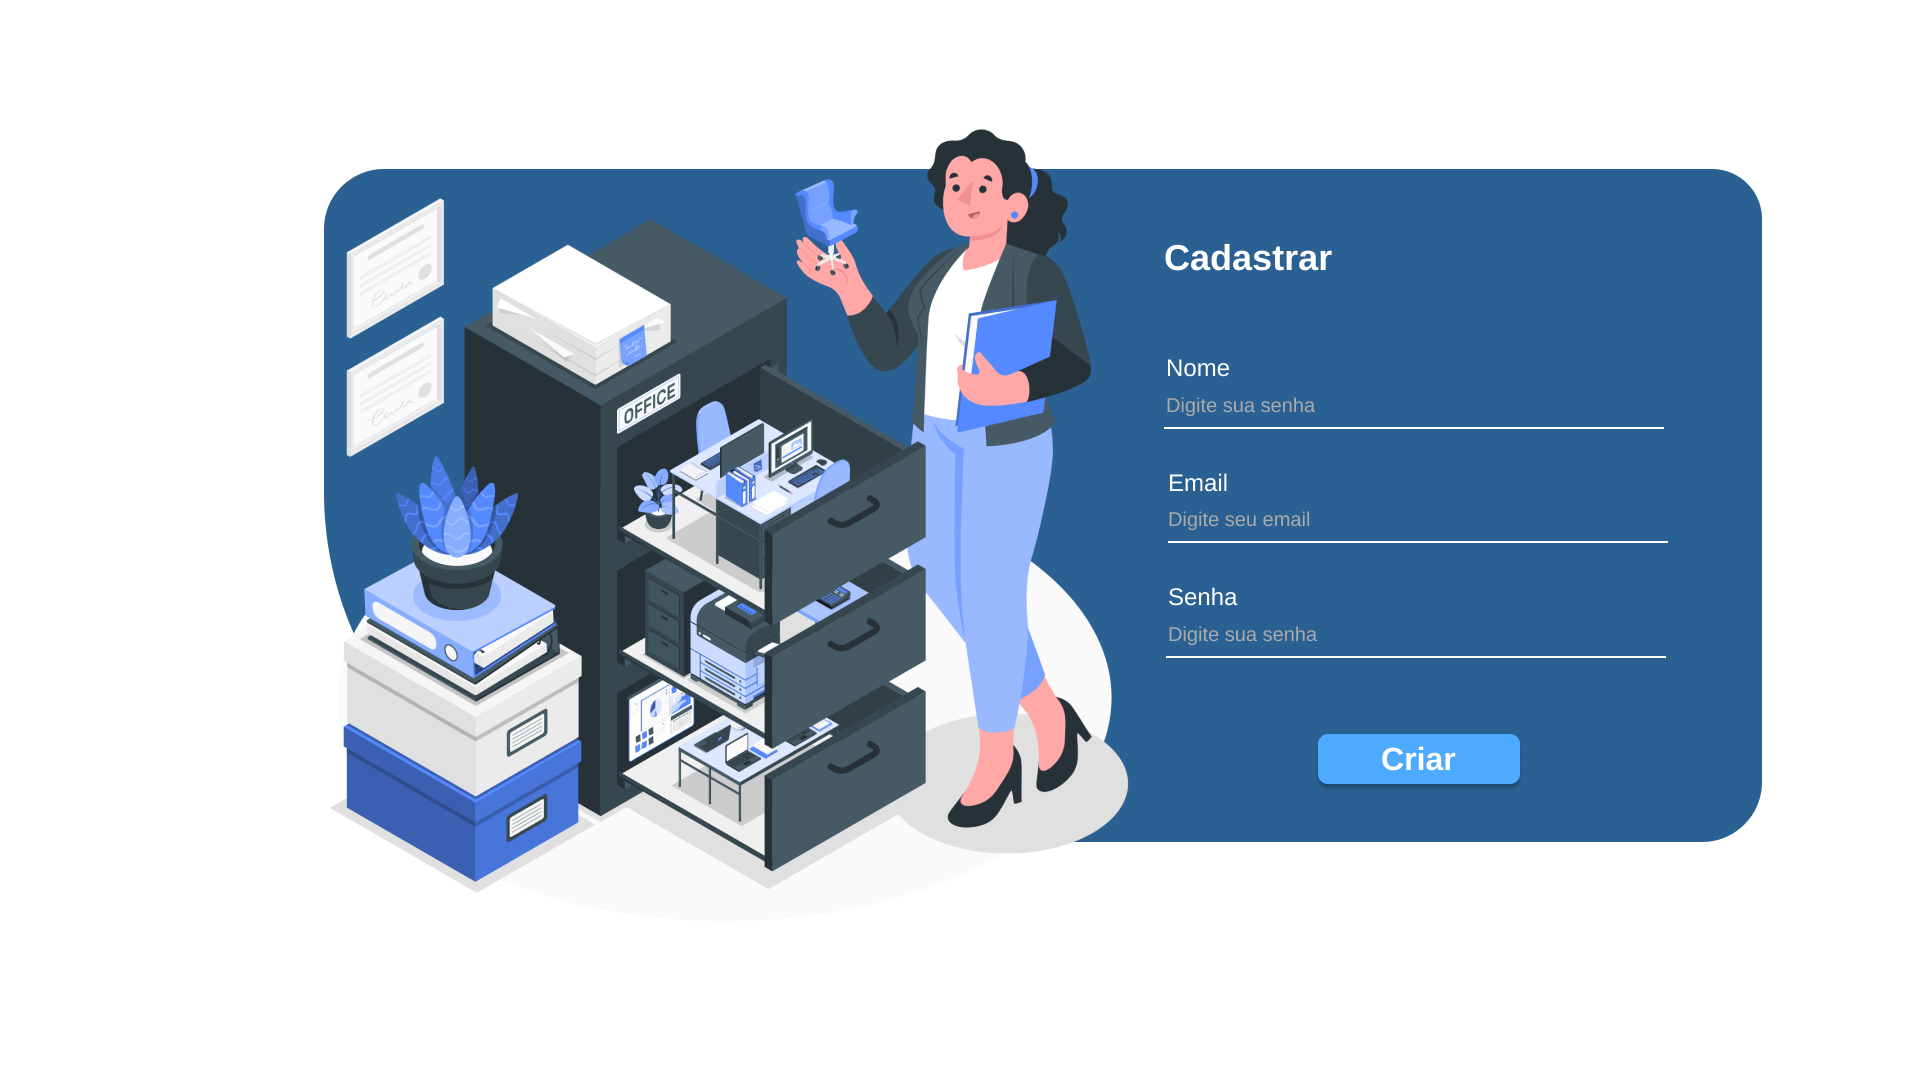 OFFICE
Cadastrar
Nome
Digite sua senha
Email
Digite seu email
Senha
Digite sua senha
Criar